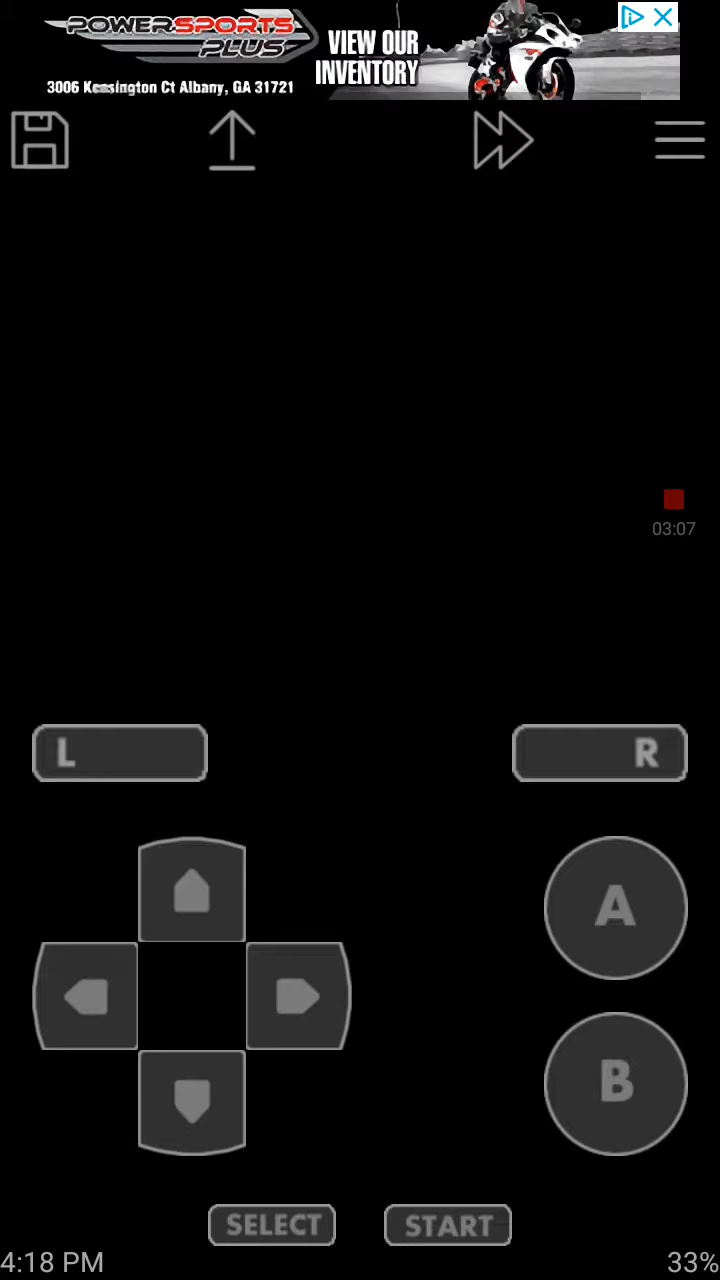 POWERSPORTS
PLUS
3006 Kensington Ct Albany, GA 31721
VIEW OUR
INVENTORY
03:07
L
R
A
B
SELECT
START
4:18 PM
33%